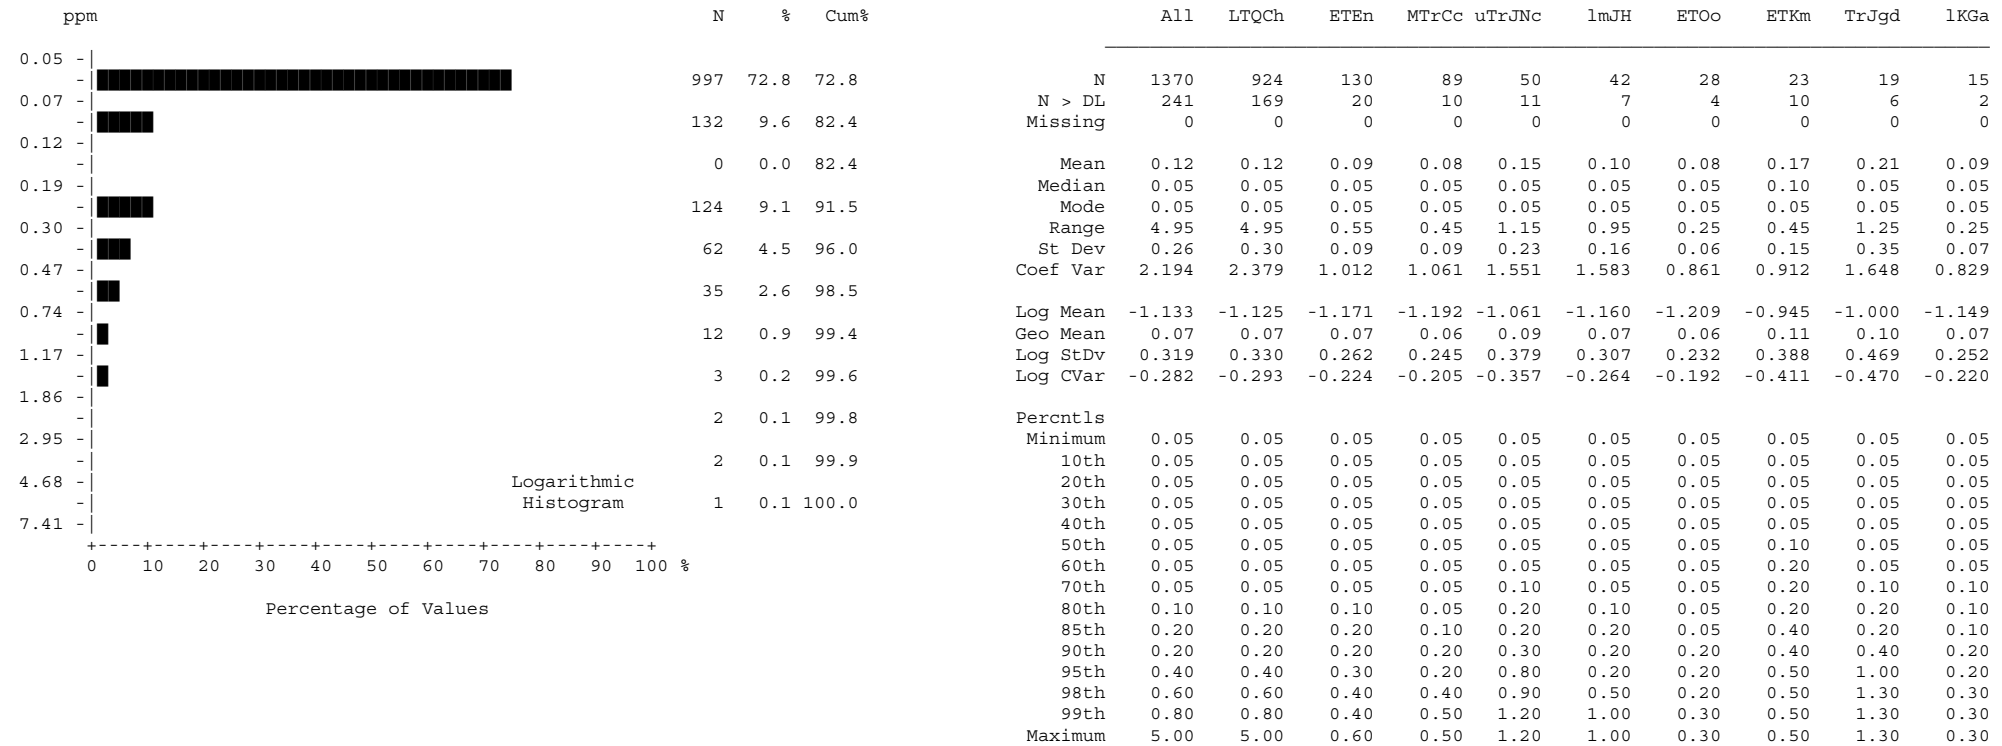 ppm N % Cum% All LTQCh ETEn MTrCc uTrJNc lmJH ETOo ETKm TrJgd lKGa
0.05 -|
-| 997 72.8 72.8 N 1370 924 130 89 50 42 28 23 19 15
0.07 -| N > DL 241 169 20 10 11 7 4 10 6 2
-| 132 9.6 82.4 Missing 0 0 0 0 0 0 0 0 0 0
0.12 -|
-| 0 0.0 82.4 Mean 0.12 0.12 0.09 0.08 0.15 0.10 0.08 0.17 0.21 0.09
0.19 -| Median 0.05 0.05 0.05 0.05 0.05 0.05 0.05 0.10 0.05 0.05
-| 124 9.1 91.5 Mode 0.05 0.05 0.05 0.05 0.05 0.05 0.05 0.05 0.05 0.05
0.30 -| Range 4.95 4.95 0.55 0.45 1.15 0.95 0.25 0.45 1.25 0.25
-| 62 4.5 96.0 St Dev 0.26 0.30 0.09 0.09 0.23 0.16 0.06 0.15 0.35 0.07
0.47 -| Coef Var 2.194 2.379 1.012 1.061 1.551 1.583 0.861 0.912 1.648 0.829
-| 35 2.6 98.5
0.74 -| Log Mean -1.133 -1.125 -1.171 -1.192 -1.061 -1.160 -1.209 -0.945 -1.000 -1.149
-| 12 0.9 99.4 Geo Mean 0.07 0.07 0.07 0.06 0.09 0.07 0.06 0.11 0.10 0.07
1.17 -| Log StDv 0.319 0.330 0.262 0.245 0.379 0.307 0.232 0.388 0.469 0.252
-| 3 0.2 99.6 Log CVar -0.282 -0.293 -0.224 -0.205 -0.357 -0.264 -0.192 -0.411 -0.470 -0.220
1.86 -|
-| 2 0.1 99.8 Percntls
2.95 -| Minimum 0.05 0.05 0.05 0.05 0.05 0.05 0.05 0.05 0.05 0.05
-| 2 0.1 99.9 10th 0.05 0.05 0.05 0.05 0.05 0.05 0.05 0.05 0.05 0.05
4.68 -| Logarithmic 20th 0.05 0.05 0.05 0.05 0.05 0.05 0.05 0.05 0.05 0.05
-| Histogram 1 0.1 100.0 30th 0.05 0.05 0.05 0.05 0.05 0.05 0.05 0.05 0.05 0.05
7.41 -| 40th 0.05 0.05 0.05 0.05 0.05 0.05 0.05 0.05 0.05 0.05
+----+----+----+----+----+----+----+----+----+----+ 50th 0.05 0.05 0.05 0.05 0.05 0.05 0.05 0.10 0.05 0.05
0 10 20 30 40 50 60 70 80 90 100 % 60th 0.05 0.05 0.05 0.05 0.05 0.05 0.05 0.20 0.05 0.05
70th 0.05 0.05 0.05 0.05 0.10 0.05 0.05 0.20 0.10 0.10
Percentage of Values 80th 0.10 0.10 0.10 0.05 0.20 0.10 0.05 0.20 0.20 0.10
85th 0.20 0.20 0.20 0.10 0.20 0.20 0.05 0.40 0.20 0.10
90th 0.20 0.20 0.20 0.20 0.30 0.20 0.20 0.40 0.40 0.20
95th 0.40 0.40 0.30 0.20 0.80 0.20 0.20 0.50 1.00 0.20
98th 0.60 0.60 0.40 0.40 0.90 0.50 0.20 0.50 1.30 0.30
99th 0.80 0.80 0.40 0.50 1.20 1.00 0.30 0.50 1.30 0.30
Maximum 5.00 5.00 0.60 0.50 1.20 1.00 0.30 0.50 1.30 0.30